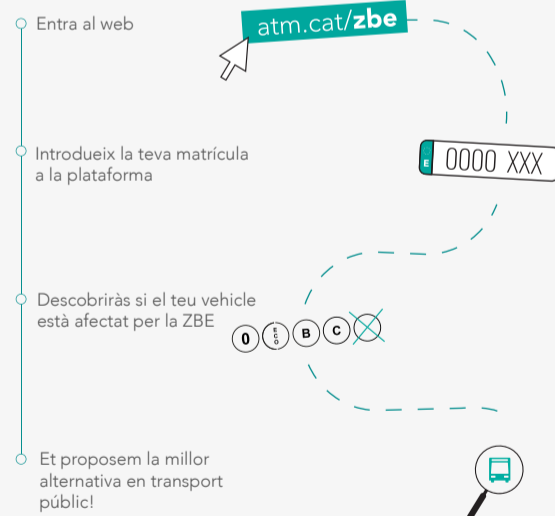 Entra al web
atm.cat/zbe
Introdueix la teva matrícula
a la plataforma
E 0000 XXX
Descobriràs si el teu vehicle
està afectat per la ZBE
0 ECO B C
Et proposem la millor
alternativa en transport
públic!